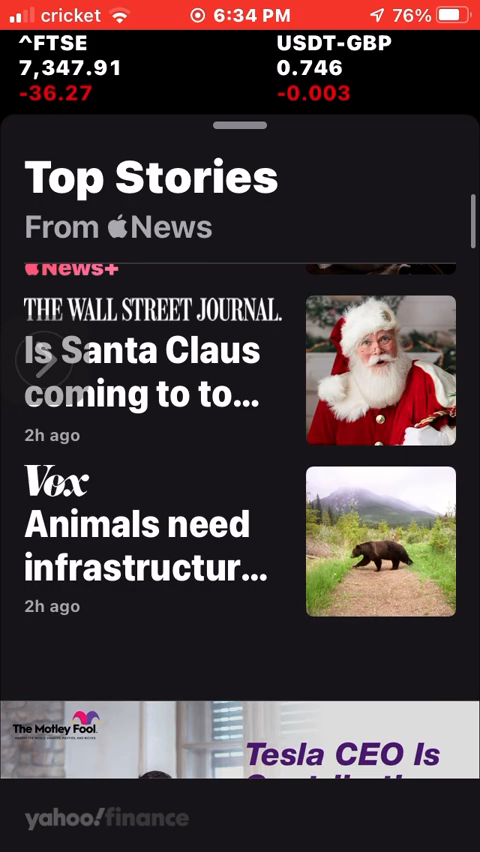 cricket 6:34 PM 76%
^FTSE USDT-GBP
7,347.91 0.746
-36.27 -0.003
Top Stories
From News
News+
THE WALL STREET JOURNAL.
Is Santa Claus
coming to to...
2h ago
Vox
Animals need
infrastructur...
2h ago
The Motley Fool.
Tesla CEO Is
yahoo!finance